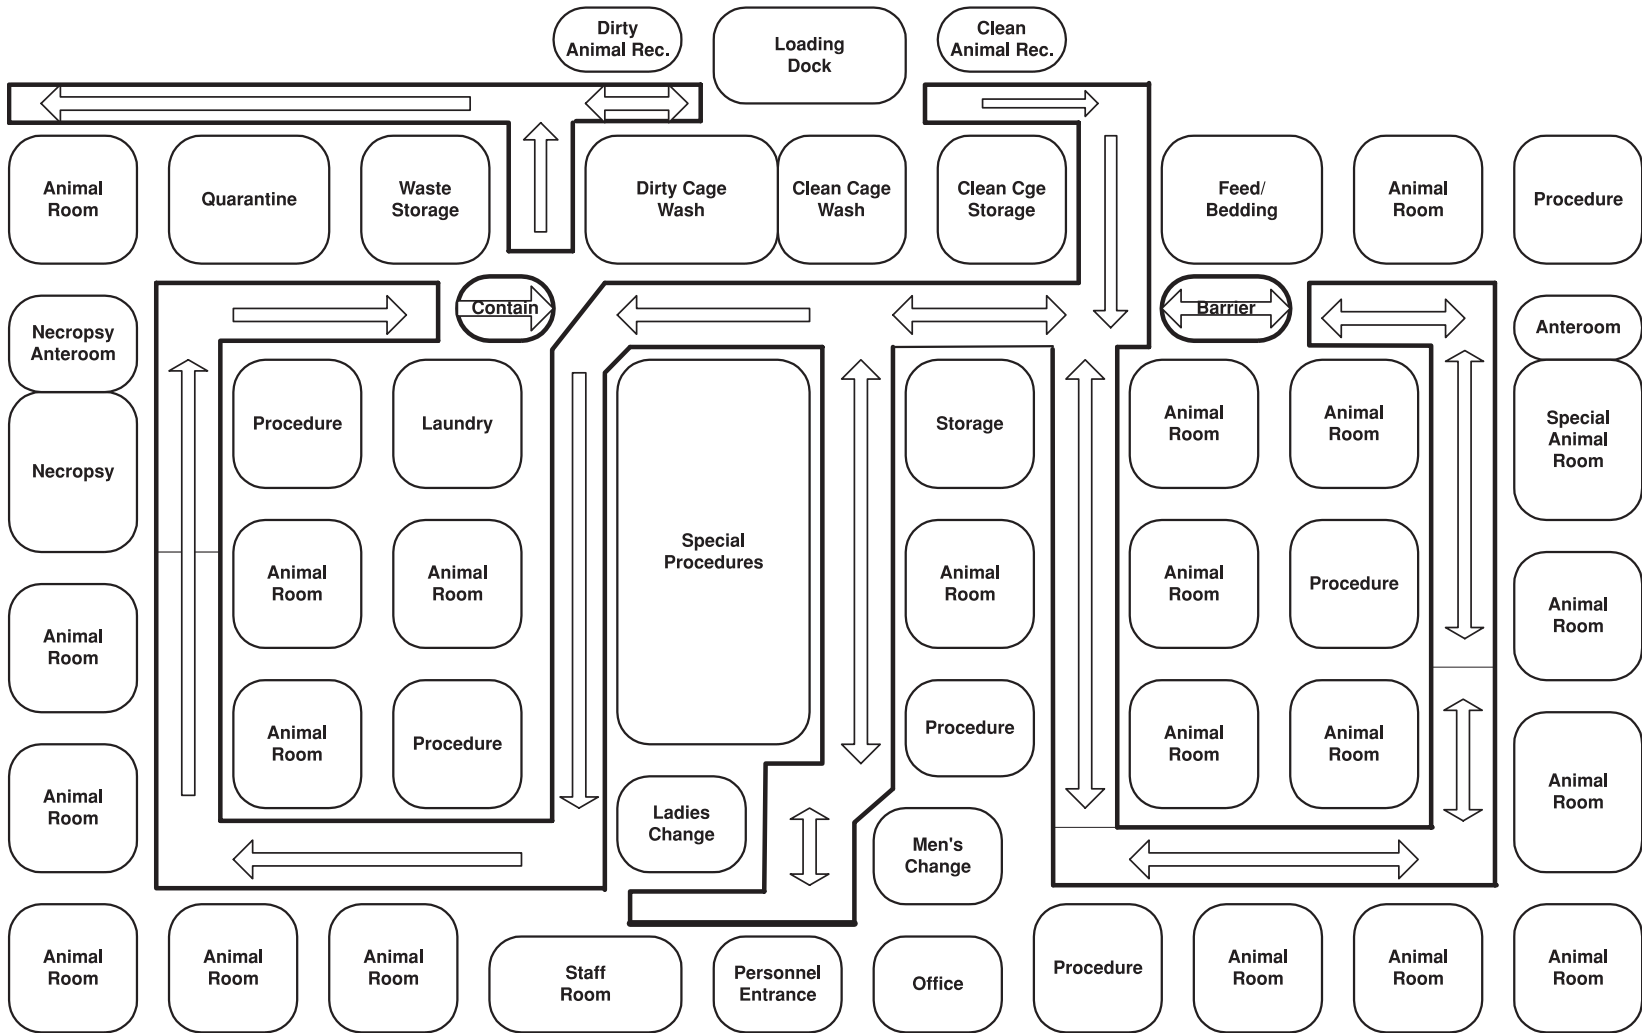 Dirty
Animal Rec.
Loading
Dock
Clean
Animal Rec.
Animal
Room
Quarantine
Waste
Storage
Dirty Cage
Wash
Clean Cage
Wash
Clean Cge
Storage
Feed/
Bedding
Animal
Room
Procedure
Necropsy
Anteroom
Contain
Barrier
Anteroom
Necropsy
Procedure
Laundry
Storage
Animal
Room
Animal
Room
Special
Animal
Room
Animal
Room
Animal
Room
Animal
Room
Special
Procedures
Animal
Room
Animal
Room
Procedure
Animal
Room
Animal
Room
Animal
Room
Procedure
Procedure
Animal
Room
Animal
Room
Animal
Room
Ladies
Change
Men's
Change
Animal
Room
Animal
Room
Animal
Room
Staff
Room
Personnel
Entrance
Office
Procedure
Animal
Room
Animal
Room
Animal
Room